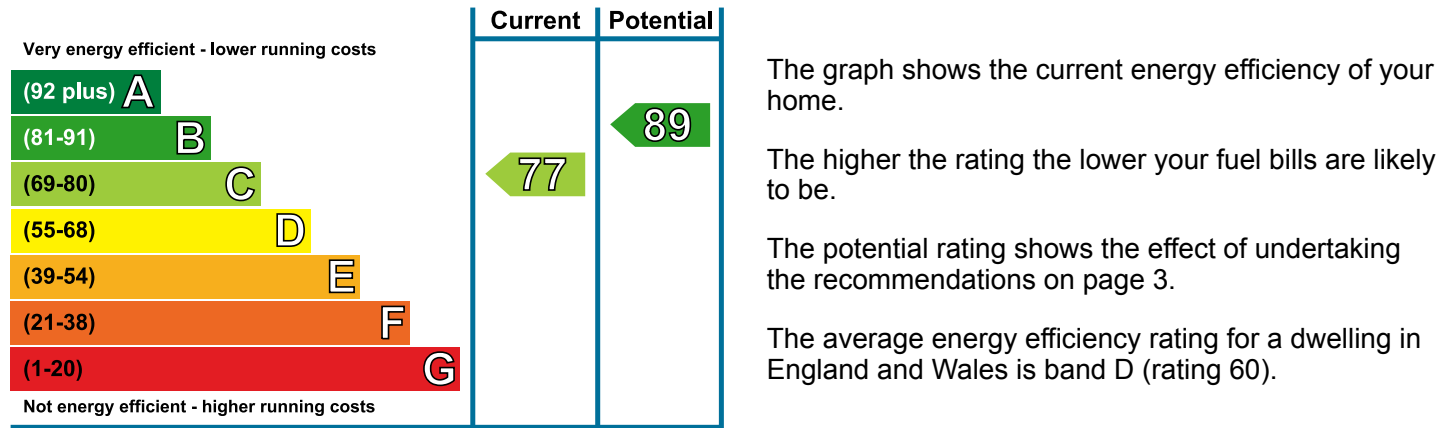 Current Potential
Very energy efficient - lower running costs
(92 plus) A
(81-91) B
(69-80) C
(55-68) D
(39-54) E
(21-38) F
(1-20) G
Not energy efficient - higher running costs
77
89
The graph shows the current energy efficiency of your
home.
The higher the rating the lower your fuel bills are likely
to be.
The potential rating shows the effect of undertaking
the recommendations on page 3.
The average energy efficiency rating for a dwelling in
England and Wales is band D (rating 60).